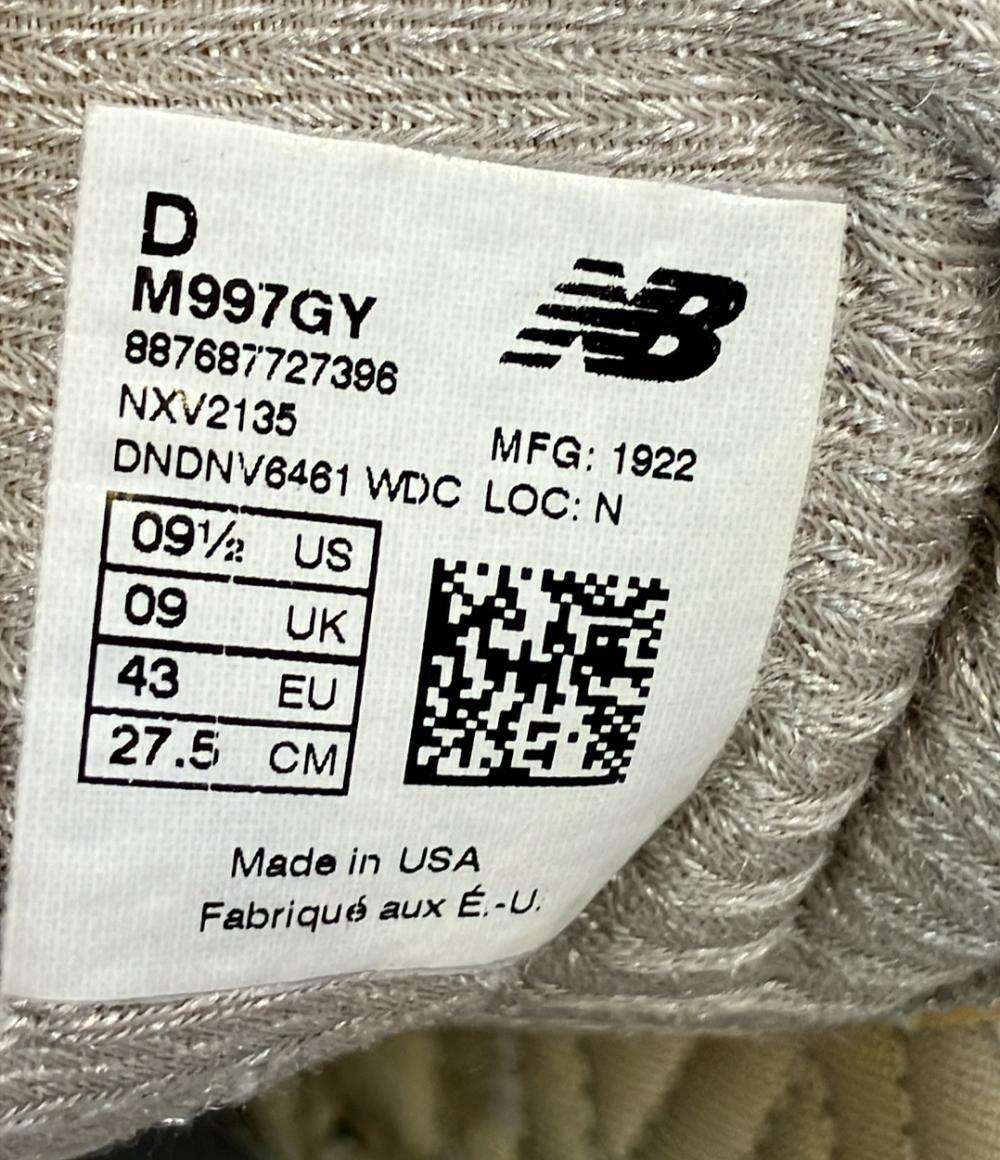 D
M997GY
NB
887687727396
NXV2135
MFG: 1922
DNDNV6461 WDC LOC: N
09½ US
09 UK
43 EU
27.5 CM
Made in USA
Fabriqué aux É.-U.